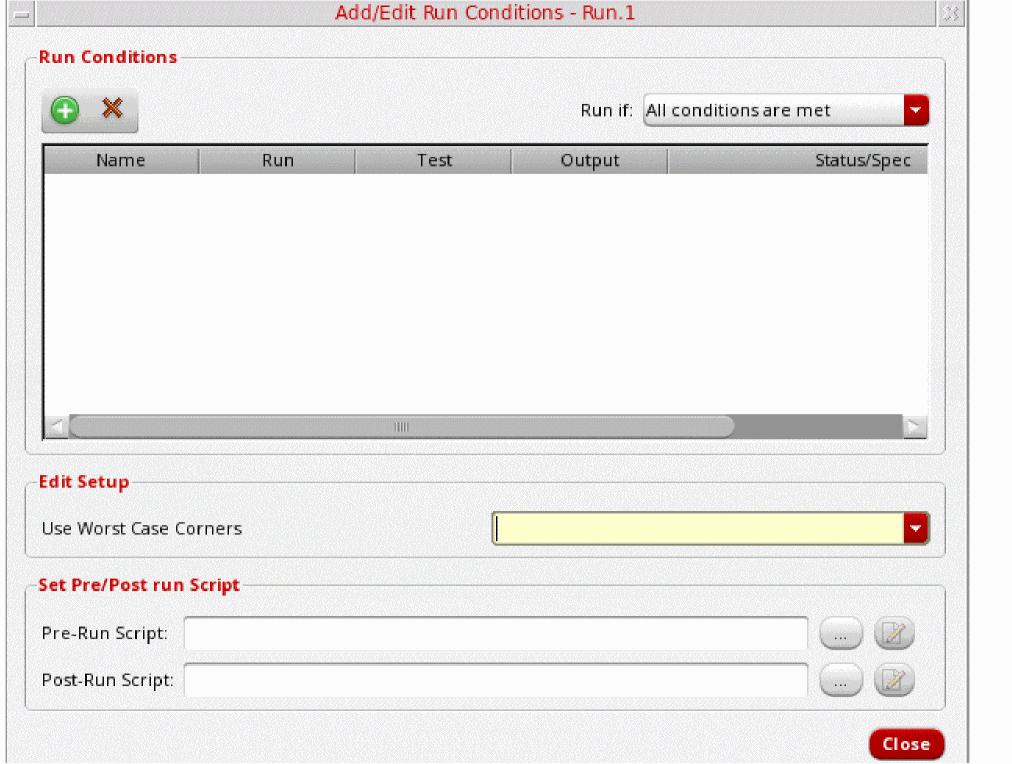 Add/Edit Run Conditions - Run.1
Run Conditions
Run if: All conditions are met
Name Run Test Output Status/Spec
Edit Setup
Use Worst Case Corners
Set Pre/Post run Script
Pre-Run Script: ...
Post-Run Script: ...
Close